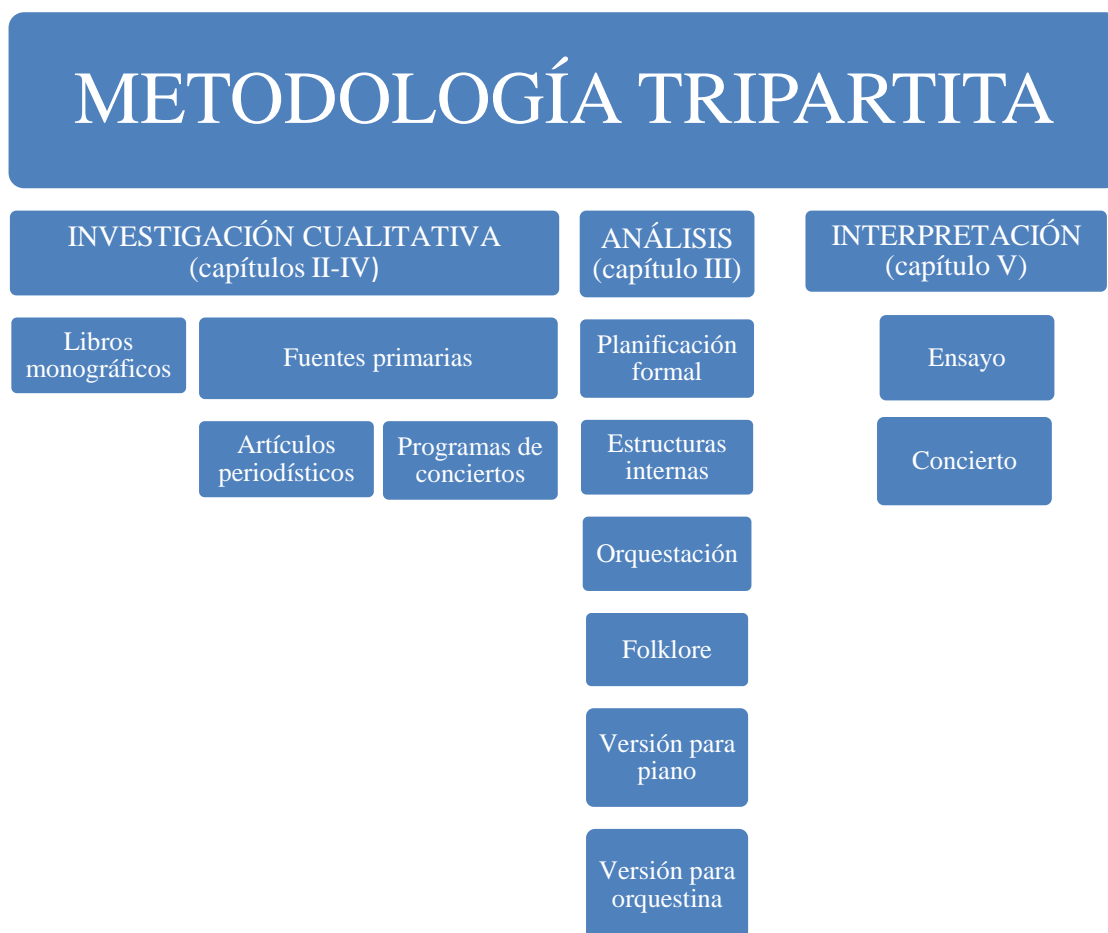 METODOLOGÍA TRIPARTITA
INVESTIGACIÓN CUALITATIVA
(capítulos II-IV)
Libros
monográficos
Fuentes primarias
Artículos
periodísticos
Programas de
conciertos
ANÁLISIS
(capítulo III)
Planificación
formal
Estructuras
internas
Orquestación
Folklore
Versión para
piano
Versión para
orquestina
INTERPRETACIÓN
(capítulo V)
Ensayo
Concierto